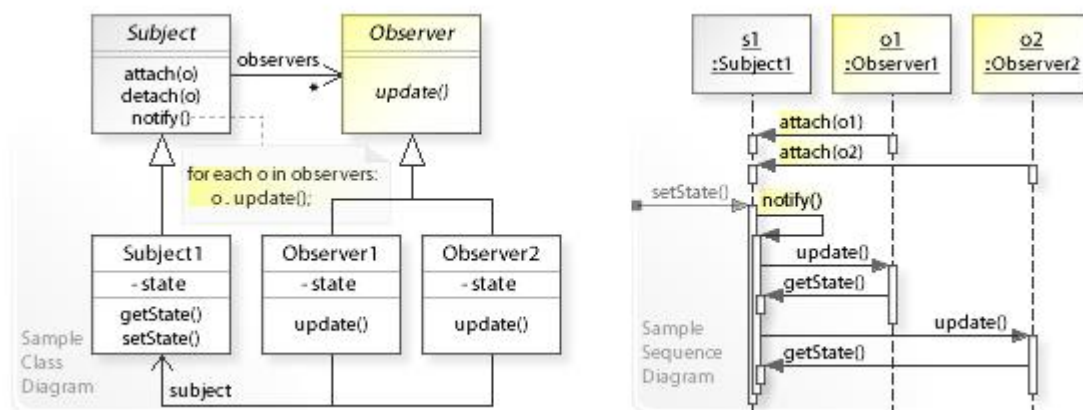 Subject
attach(o)
detach(o)
notify()
observers
*
Observer
update()
for each o in observers:
o . update();
Subject1
- state
getState()
setState()
Observer1
- state
update()
Observer2
- state
update()
subject
Sample
Class
Diagram
s1
:Subject1
o1
:Observer1
o2
:Observer2
attach(o1)
attach(o2)
setState()
notify()
update()
getState()
update()
getState()
Sample
Sequence
Diagram